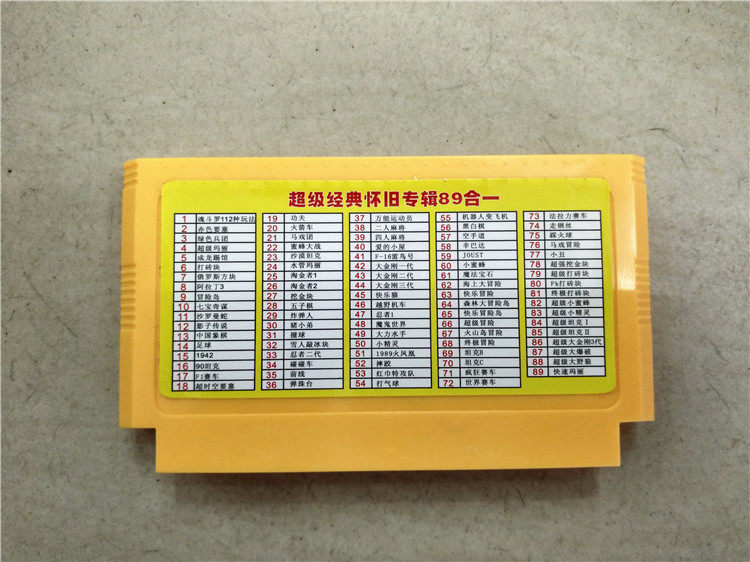 超级经典怀旧专辑89合一
1 魂斗罗112种玩法
2 赤色要塞
3 绿色兵团
4 超级玛丽
5 成龙踢馆
6 打砖块
7 俄罗斯方块
8 阿拉丁3
9 冒险岛
10 七宝奇谋
11 沙罗曼蛇
12 影子传说
13 中国象棋
14 足球
15 1942
16 90坦克
17 F1赛车
18 超时空要塞
19 功夫
20 火箭车
21 马戏团
22 蜜蜂大战
23 沙漠坦克
24 水管玛丽
25 淘金者1
26 淘金者2
27 挖金块
28 五子棋
29 炸弹人
30 猪小弟
31 撞球
32 雪人敲冰块
33 忍者二代
34 碰碰车
35 前线
36 弹珠台
37 万能运动员
38 二人麻将
39 四人麻将
40 爱的小屋
41 F-16雷鸟号
42 大金刚一代
43 大金刚二代
44 大金刚三代
45 快乐猫
46 越野机车
47 忍者1
48 魔鬼世界
49 大力水手
50 小精灵
51 1989火凤凰
52 摔跤
53 红巾特攻队
54 打气球
55 机器人变飞机
56 黑白棋
57 空手道
58 辛巴达
59 JOUST
60 小蜜蜂
61 魔法宝石
62 海上大冒险
63 快乐冒险
64 森林大冒险岛
65 快乐冒险岛
66 超级冒险
67 火山岛冒险
68 终极冒险
69 坦克B
70 坦克C
71 疯狂赛车
72 世界赛车
73 法拉力赛车
74 走钢丝
75 踩火球
76 马戏冒险
77 小丑
78 超强挖金块
79 超级打砖块
80 Pk打砖块
81 终极打砖块
82 超级小蜜蜂
83 超级小精灵
84 超级坦克I
85 超级坦克II
86 超级大金刚3代
87 超级大爆破
88 超级大野狼
89 快速玛丽